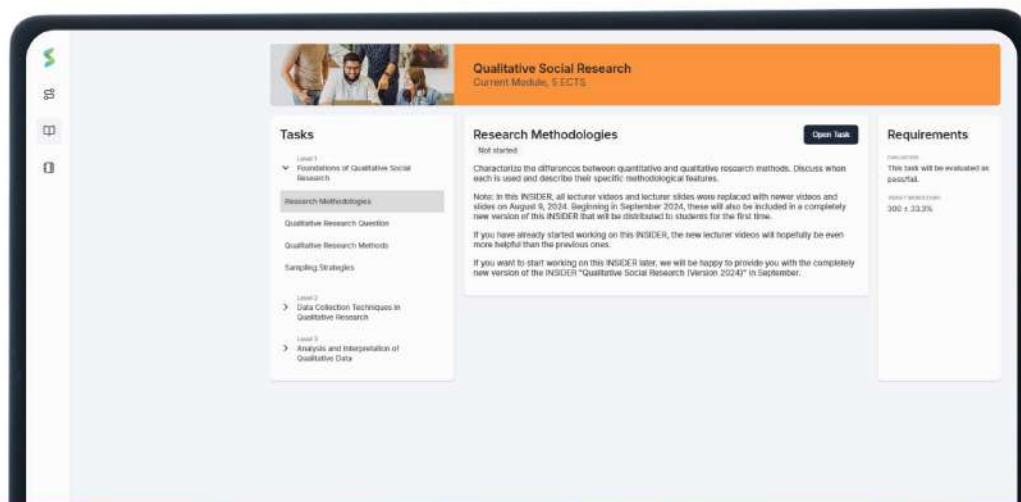 Qualitative Social Research
Current Module, 5 ECTS
Tasks
Level 1
Foundations of Qualitative Social
Research
Research Methodologies
Qualitative Research Question
Qualitative Research Methods
Sampling Strategies
Level 2
Data Collection Techniques in
Qualitative Research
Level 3
Analysis and Interpretation of
Qualitative Data
Research Methodologies
Open Task
Not started
Characterize the differences between quantitative and qualitative research methods. Discuss when
each is used and describe their specific methodological features.
Note: In this INSIDER, all lecturer videos and lecturer slides were replaced with newer videos and
slides on August 9, 2024. Beginning in September 2024, these will also be included in a completely
new version of this INSIDER that will be distributed to students for the first time.
If you have already started working on this INSIDER, the new lecturer videos will hopefully be even
more helpful than the previous ones.
If you want to start working on this INSIDER later, we will be happy to provide you with the completely
new version of the INSIDER "Qualitative Social Research (Version 2024)" in September.
Requirements
This task will be evaluated as
pass/fail.
300 ± 33.3%